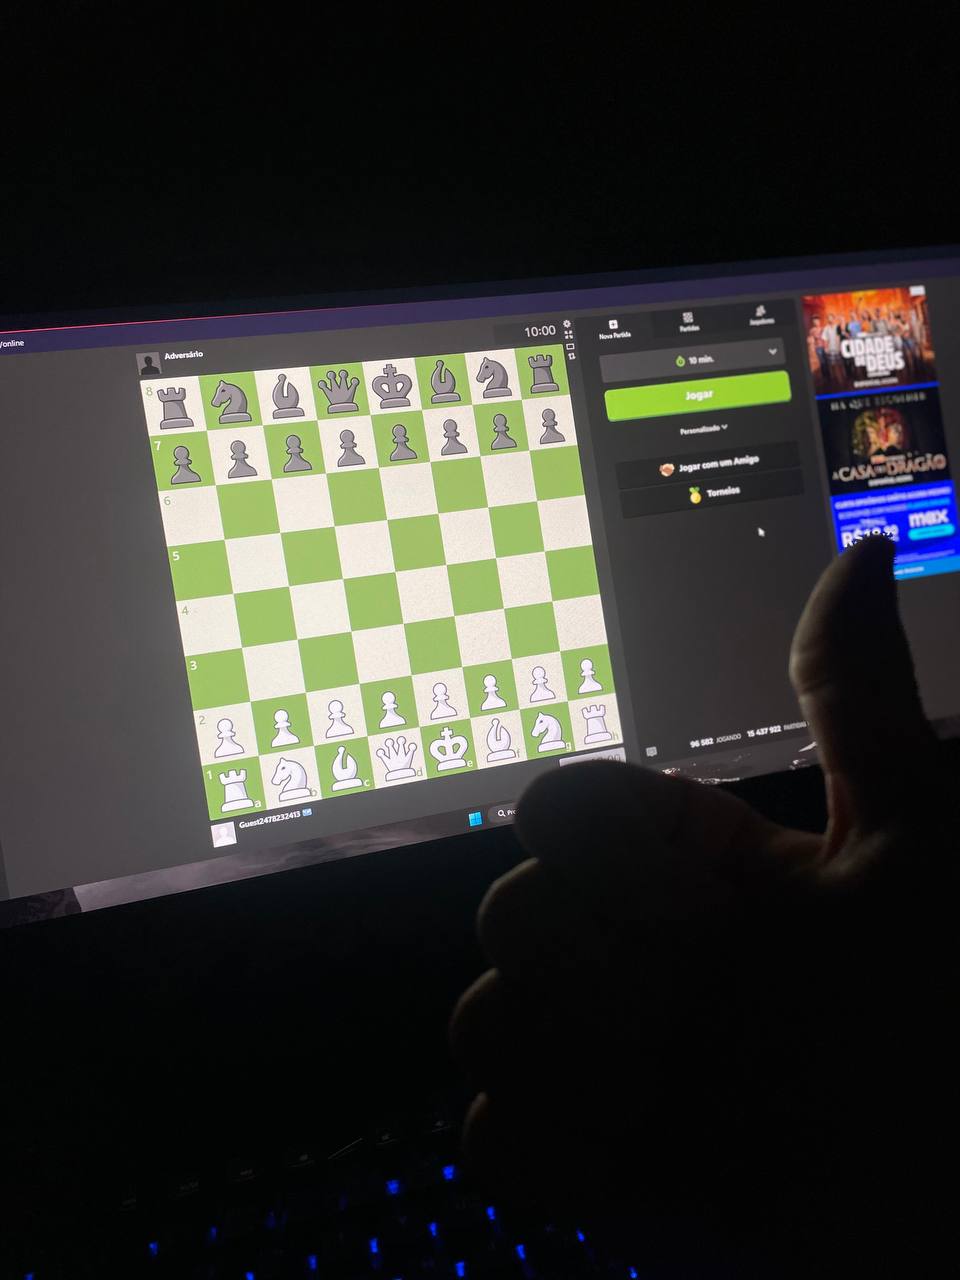 /online
Adversário
10:00
8
7
6
5
4
3
2
1
a
b
c
d
e
f
g
h
Guest2478232413
Nova Partida
Partidas
Jogadores
10 min.
Jogar
Personalizado
Jogar com um Amigo
Torneios
96 582 JOGANDO 15 437 922 PARTIDAS
CIDADE
DE DEUS
A CASA DO DRAGÃO
max